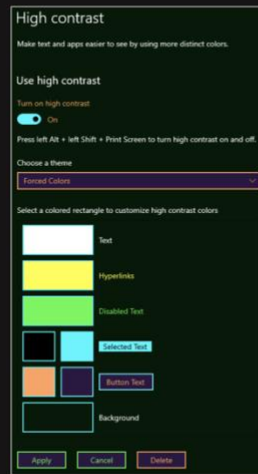 High contrast
Make text and apps easier to see by using more distinct colors.
Use high contrast
Turn on high contrast
On
Press left Alt + left Shift + Print Screen to turn high contrast on and off.
Choose a theme
Forced Colors
Select a colored rectangle to customize high contrast colors
Text
Hyperlinks
Disabled Text
Selected Text
Button Text
Background
Apply Cancel Delete